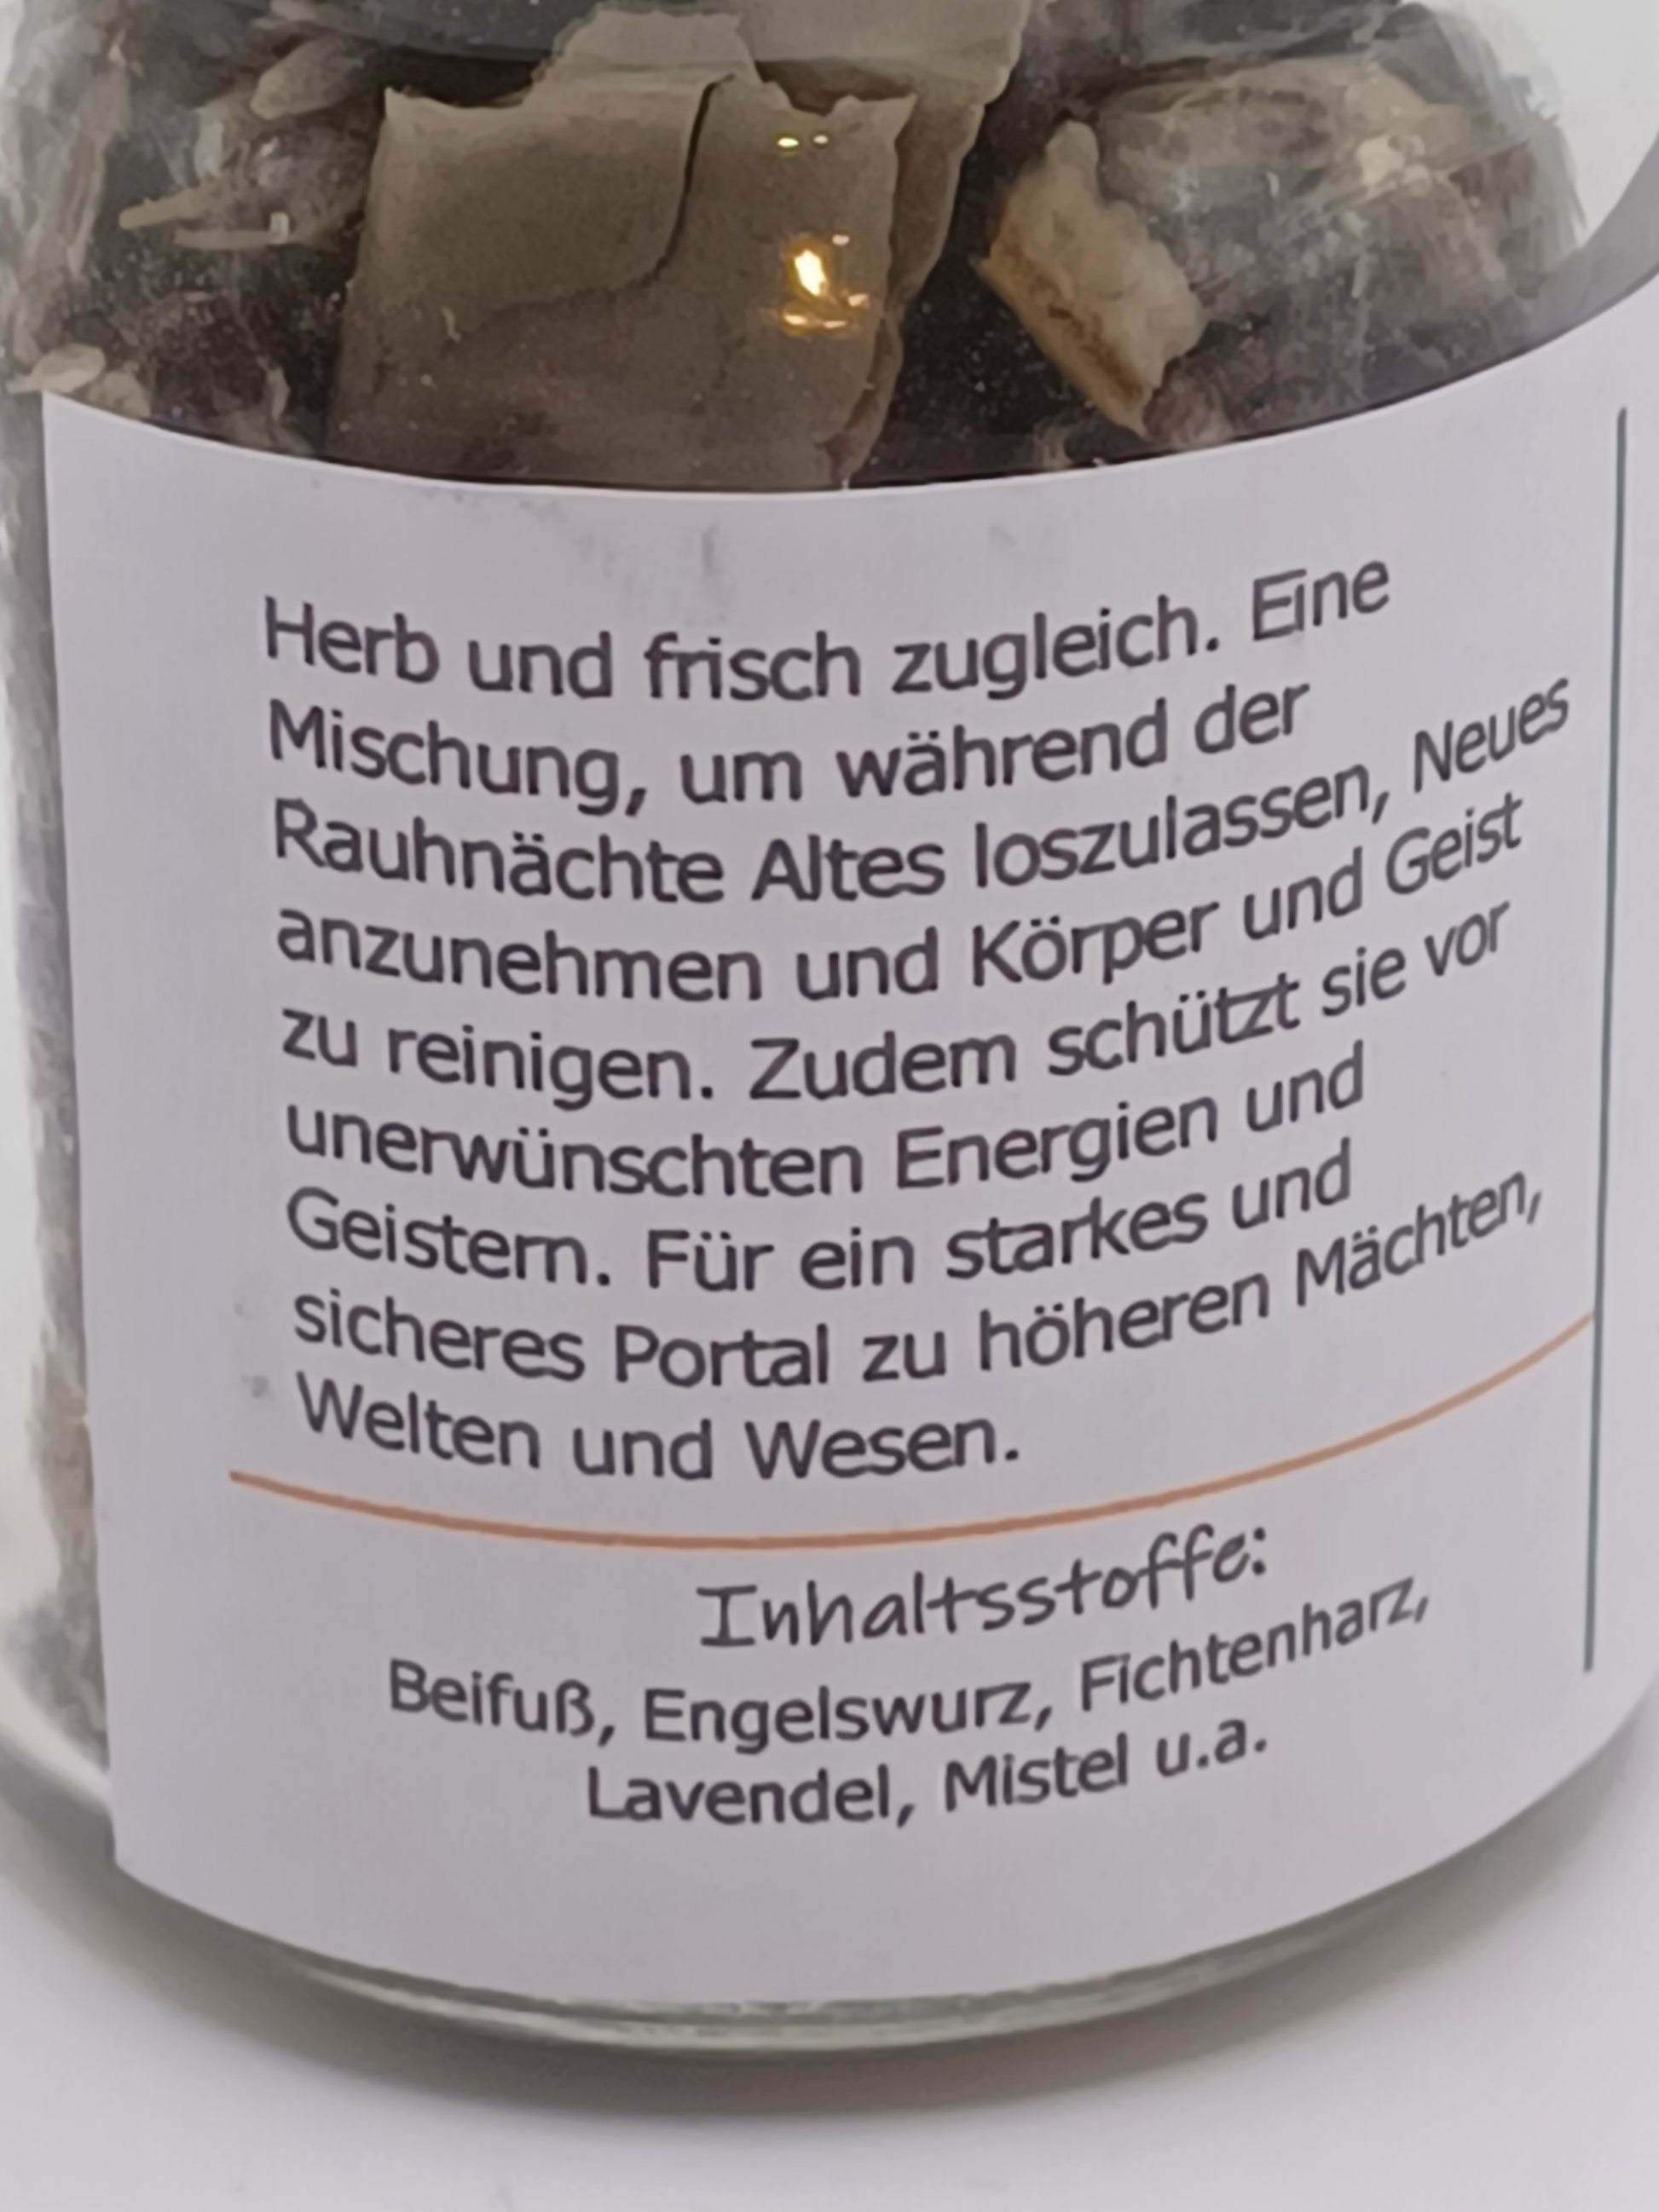 Herb und frisch zugleich. Eine
Mischung, um während der
Rauhnächte Altes loszulassen, Neues
anzunehmen und Körper und Geist
zu reinigen. Zudem schützt sie vor
unerwünschten Energien und
Geistern. Für ein starkes und
sicheres Portal zu höheren Mächten,
Welten und Wesen.
Inhaltsstoffe:
Beifuß, Engelswurz, Fichtenharz,
Lavendel, Mistel u.a.